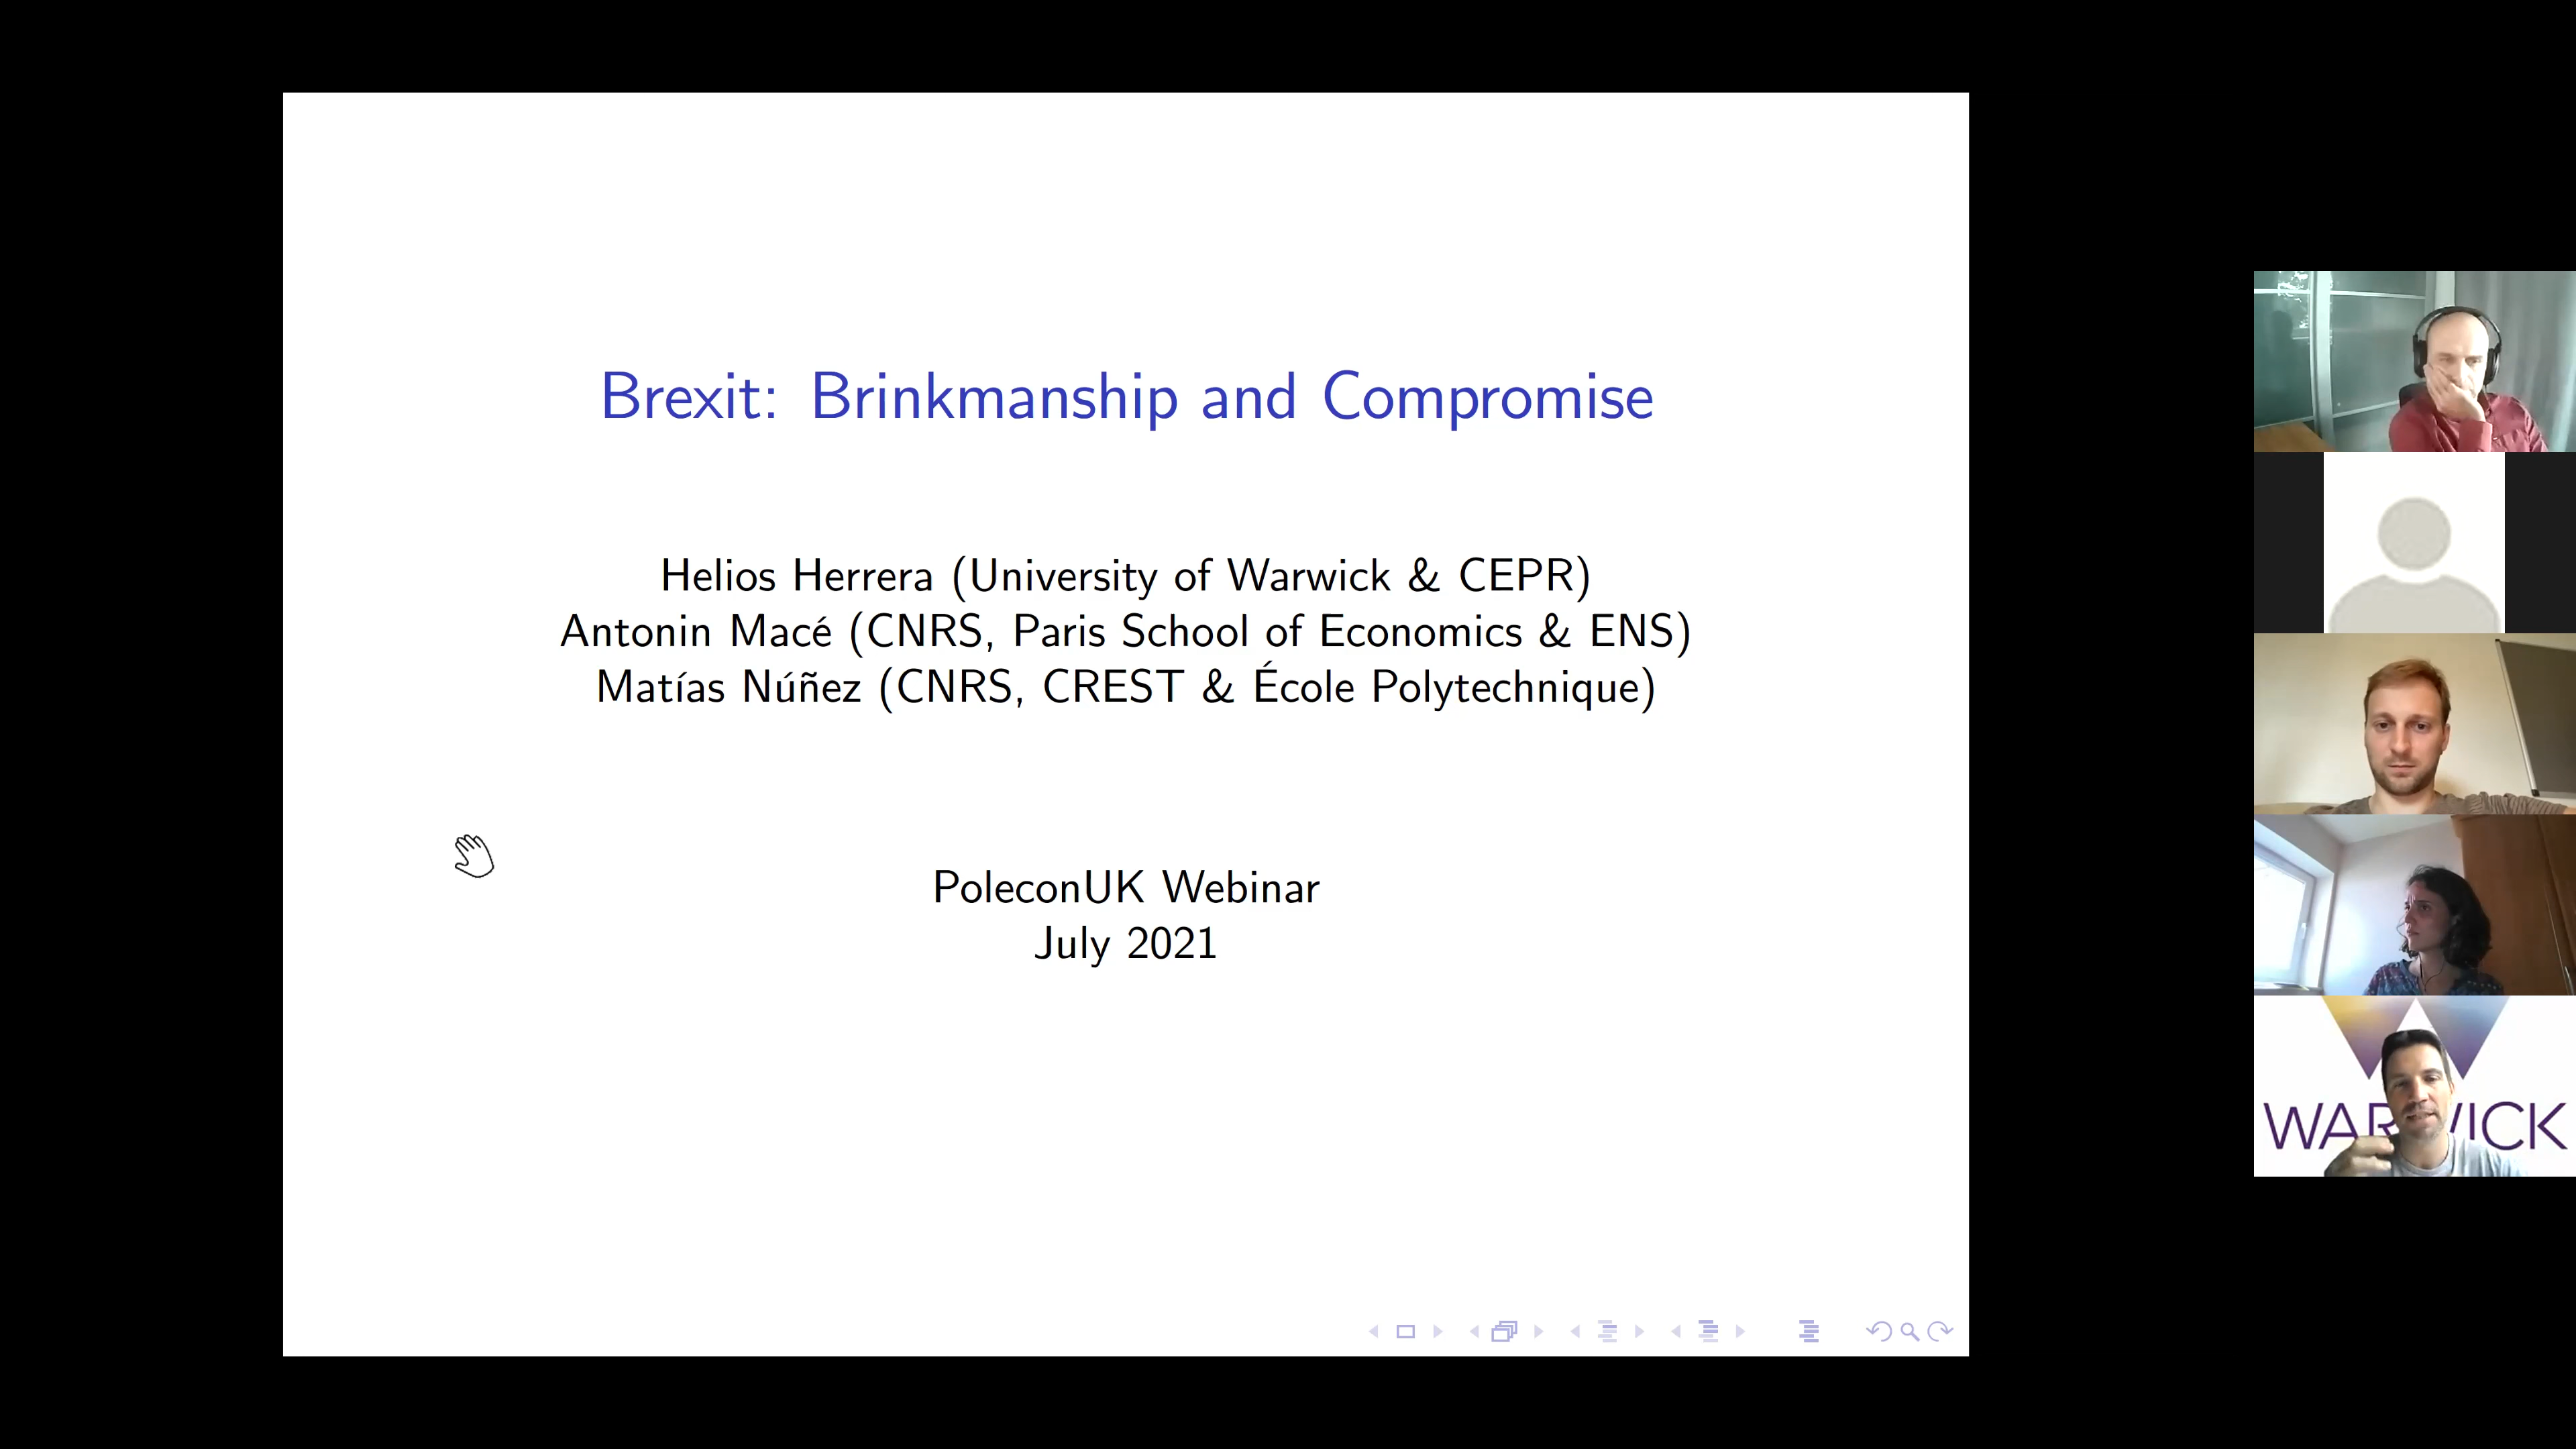 Brexit: Brinkmanship and Compromise
Helios Herrera (University of Warwick & CEPR)
Antonin Macé (CNRS, Paris School of Economics & ENS)
Matías Núñez (CNRS, CREST & École Polytechnique)
PoleconUK Webinar
July 2021
WARWICK